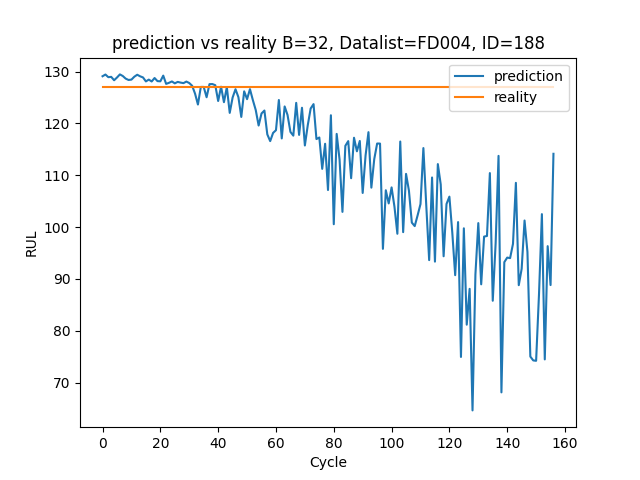 prediction vs reality B=32, Datalist=FD004, ID=188
prediction
reality
130
120
110
100
90
80
70
RUL
0 20 40 60 80 100 120 140 160
Cycle